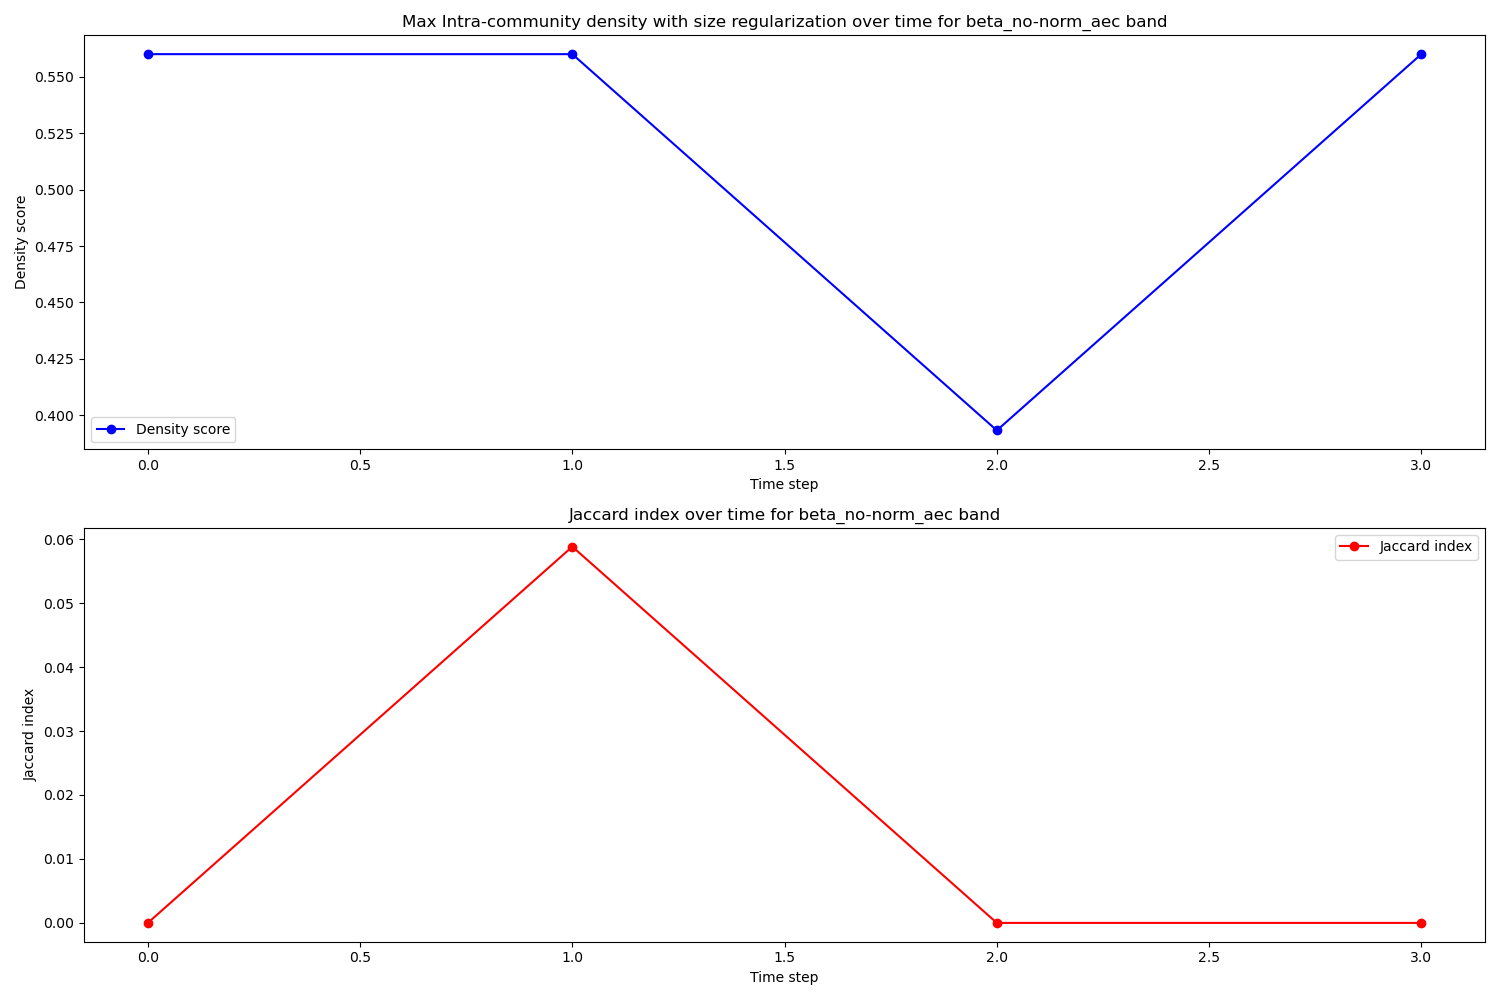 Max Intra-community density with size regularization over time for beta_no-norm_aec band
Density score
0.550
0.525
0.500
0.475
0.450
0.425
0.400
Density score
0.0 0.5 1.0 1.5 2.0 2.5 3.0
Time step
Jaccard index over time for beta_no-norm_aec band
Jaccard index
0.06
0.05
0.04
0.03
0.02
0.01
0.00
Jaccard index
0.0 0.5 1.0 1.5 2.0 2.5 3.0
Time step